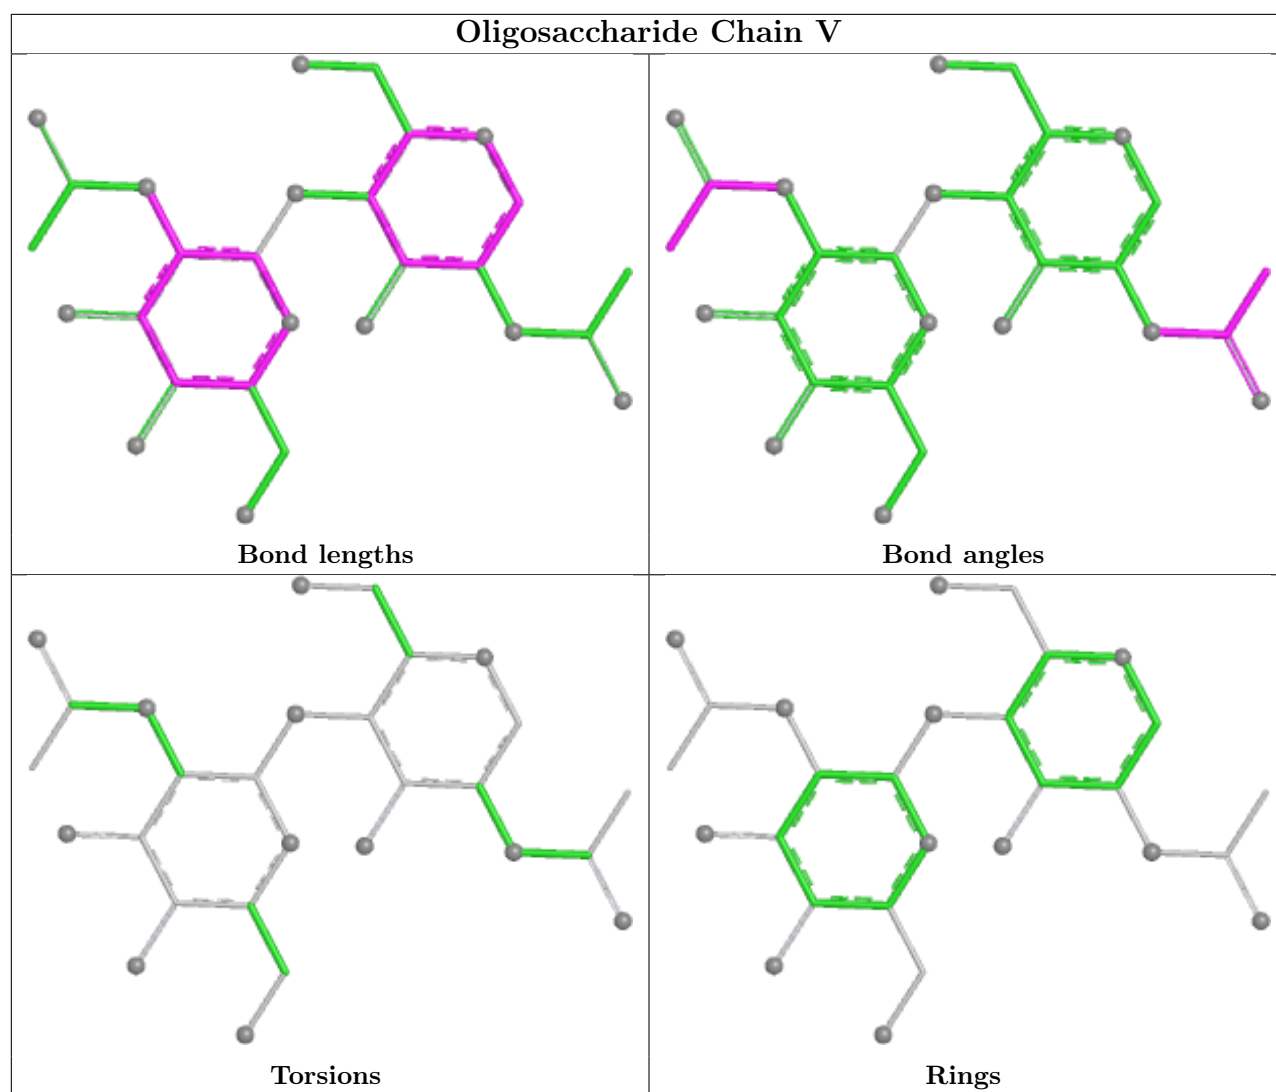 Oligosaccharide Chain V
Bond lengths
Bond angles
Torsions
Rings